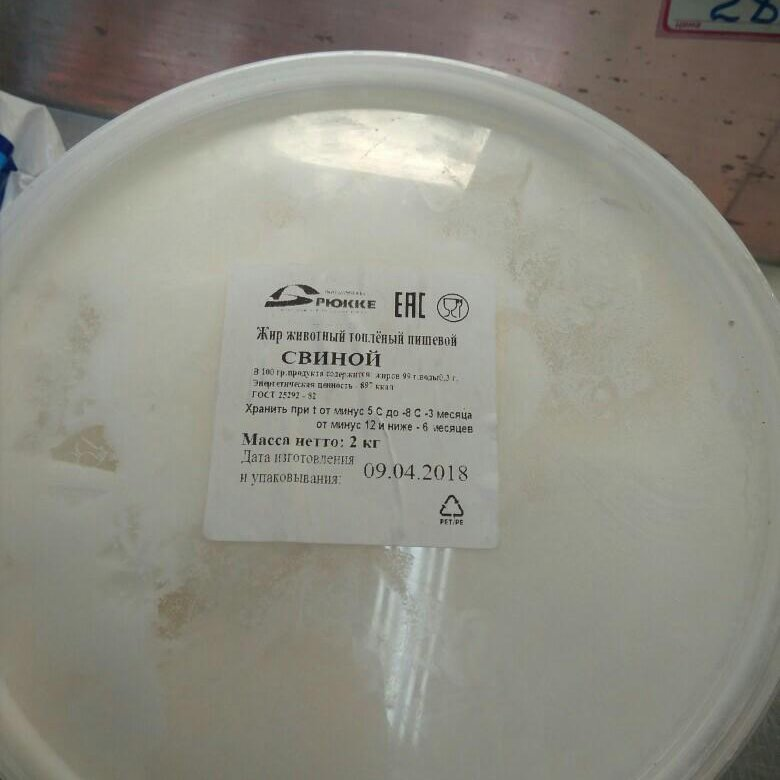 28
РЮККЕ
ЕАС
Жир животный топлёный пищевой
СВИНОЙ
В 100 гр.продукта содержится: жиров 99 г.воды0,3 г.
Энергетическая ценность - 897 ккал
ГОСТ 25292 - 82
Хранить при t от минус 5 С до -8 С -3 месяца
от минус 12 и ниже - 6 месяцев
Масса нетто: 2 кг
Дата изготовления
и упаковывания:
09.04.2018
PET/PE